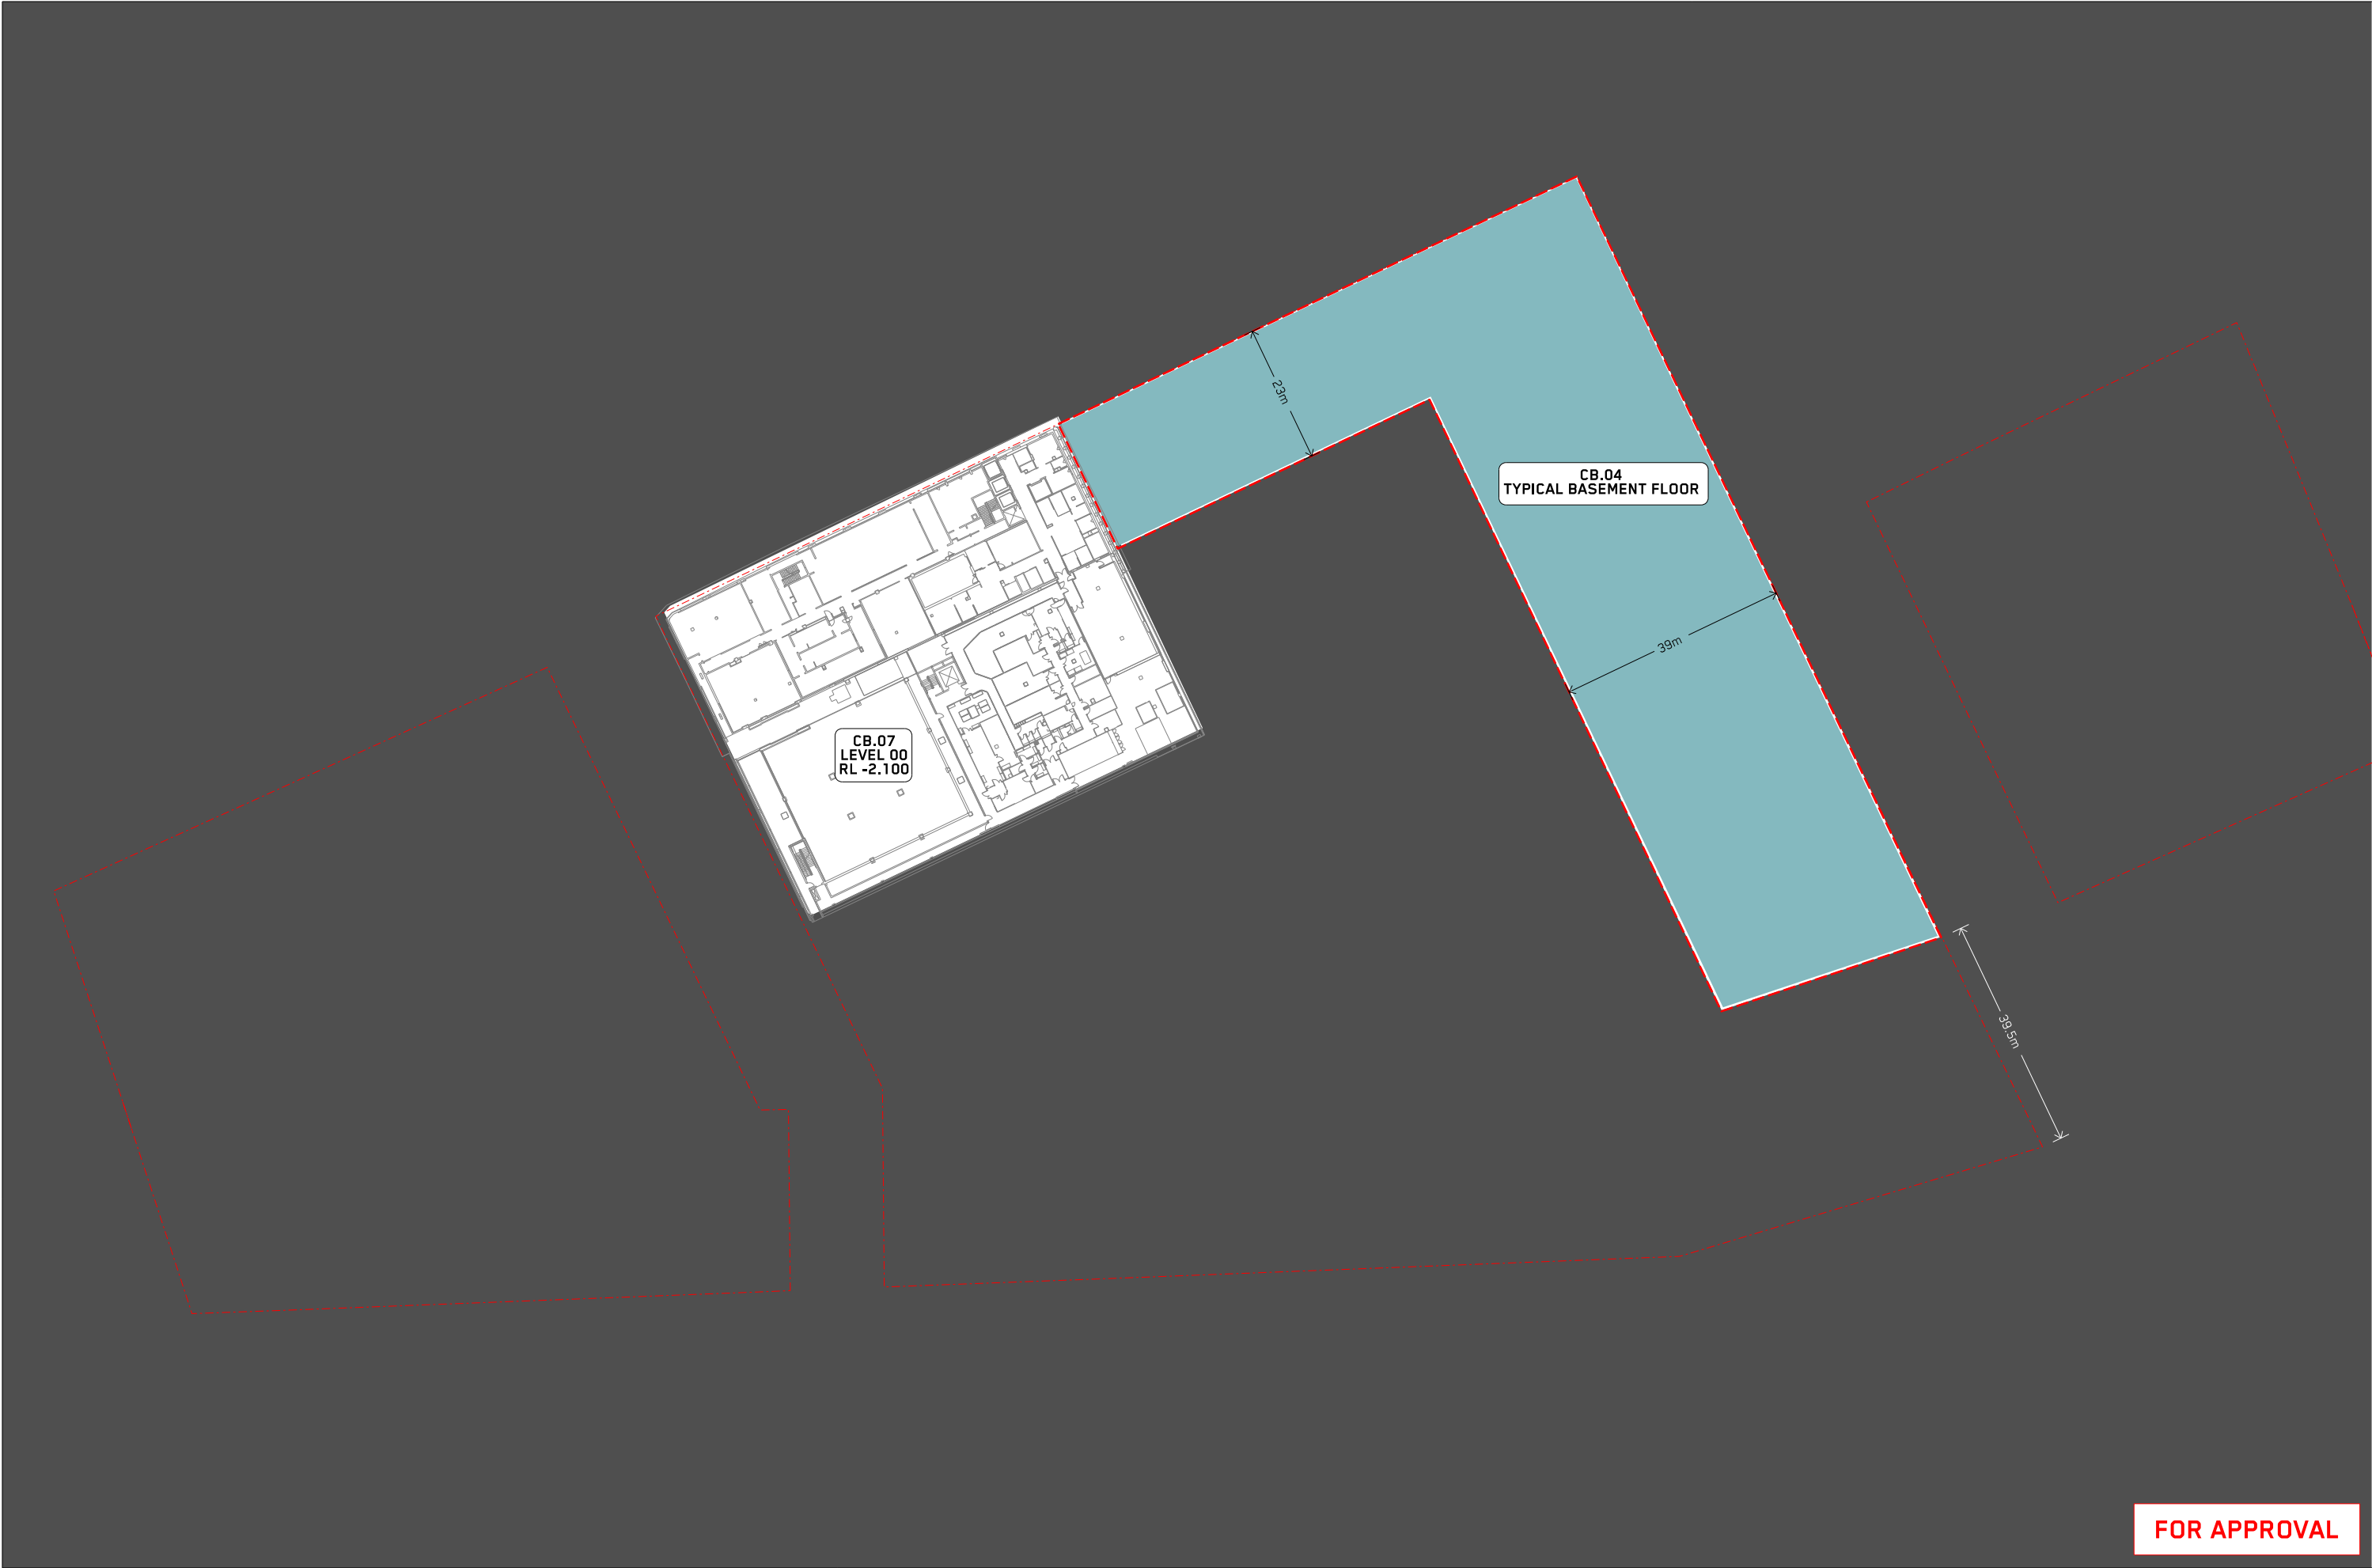 23m
CB.04
TYPICAL BASEMENT FLOOR
39m
CB.07
LEVEL 00
RL -2.100
39.5m
FOR APPROVAL